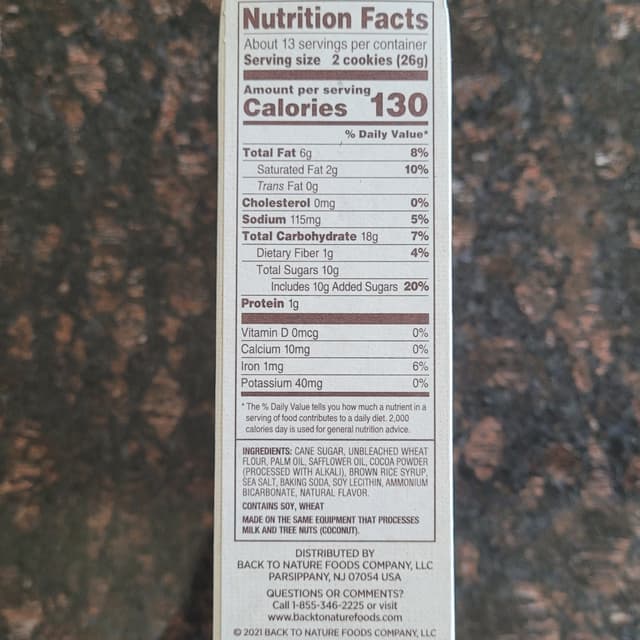 Nutrition Facts
About 13 servings per container
Serving size 2 cookies (26g)
Amount per serving
Calories 130
% Daily Value*
Total Fat 6g 8%
Saturated Fat 2g 10%
Trans Fat 0g
Cholesterol 0mg 0%
Sodium 115mg 5%
Total Carbohydrate 18g 7%
Dietary Fiber 1g 4%
Total Sugars 10g
Includes 10g Added Sugars 20%
Protein 1g
Vitamin D 0mcg 0%
Calcium 10mg 0%
Iron 1mg 6%
Potassium 40mg 0%
* The % Daily Value tells you how much a nutrient in a
serving of food contributes to a daily diet. 2,000
calories day is used for general nutrition advice.
INGREDIENTS: CANE SUGAR, UNBLEACHED WHEAT
FLOUR, PALM OIL, SAFFLOWER OIL, COCOA POWDER
(PROCESSED WITH ALKALI), BROWN RICE SYRUP,
SEA SALT, BAKING SODA, SOY LECITHIN, AMMONIUM
BICARBONATE, NATURAL FLAVOR.
CONTAINS SOY, WHEAT
MADE ON THE SAME EQUIPMENT THAT PROCESSES
MILK AND TREE NUTS (COCONUT).
DISTRIBUTED BY
BACK TO NATURE FOODS COMPANY, LLC
PARSIPPANY, NJ 07054 USA
QUESTIONS OR COMMENTS?
Call 1-855-346-2225 or visit
www.backtonaturefoods.com
© 2021 BACK TO NATURE FOODS COMPANY, LLC